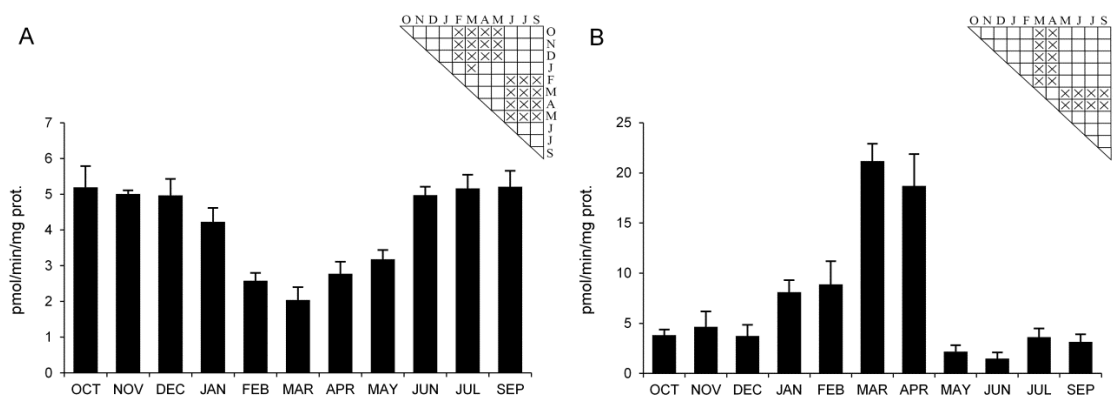 A
O N D J F M A M J J S
O
N
D
J
F
M
A
M
J
J
S
pmol/min/mg prot.
7
6
5
4
3
2
1
0
OCT NOV DEC JAN FEB MAR APR MAY JUN JUL SEP
B
O N D J F M A M J J S
pmol/min/mg prot.
25
20
15
10
5
0
OCT NOV DEC JAN FEB MAR APR MAY JUN JUL SEP